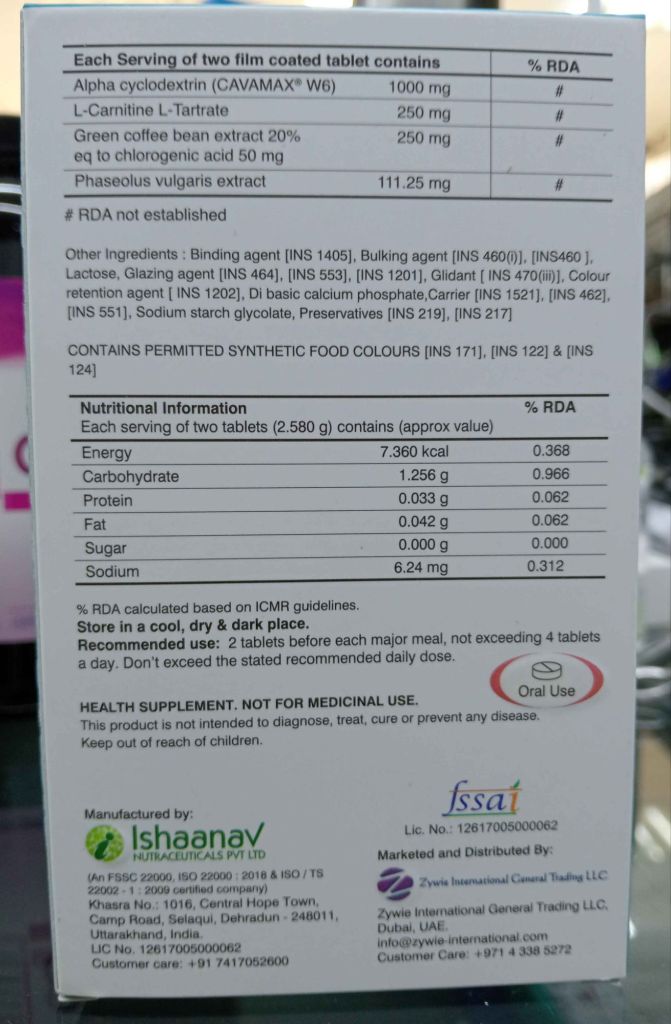 Each Serving of two film coated tablet contains % RDA
Alpha cyclodextrin (CAVAMAX® W6) 1000 mg #
L-Carnitine L-Tartrate 250 mg #
Green coffee bean extract 20% 250 mg #
eq to chlorogenic acid 50 mg
Phaseolus vulgaris extract 111.25 mg #
# RDA not established
Other Ingredients : Binding agent [INS 1405], Bulking agent [INS 460(i)], [INS460 ],
Lactose, Glazing agent [INS 464], [INS 553], [INS 1201], Glidant [ INS 470(iii)], Colour
retention agent [ INS 1202], Di basic calcium phosphate,Carrier [INS 1521], [INS 462],
[INS 551], Sodium starch glycolate, Preservatives [INS 219], [INS 217]
CONTAINS PERMITTED SYNTHETIC FOOD COLOURS [INS 171], [INS 122] & [INS
124]
Nutritional Information % RDA
Each serving of two tablets (2.580 g) contains (approx value)
Energy 7.360 kcal 0.368
Carbohydrate 1.256 g 0.966
Protein 0.033 g 0.062
Fat 0.042 g 0.062
Sugar 0.000 g 0.000
Sodium 6.24 mg 0.312
% RDA calculated based on ICMR guidelines.
Store in a cool, dry & dark place.
Recommended use: 2 tablets before each major meal, not exceeding 4 tablets
a day. Don't exceed the stated recommended daily dose.
Oral Use
HEALTH SUPPLEMENT. NOT FOR MEDICINAL USE.
This product is not intended to diagnose, treat, cure or prevent any disease.
Keep out of reach of children.
Manufactured by:
Ishaanav
NUTRACEUTICALS PVT LTD
(An FSSC 22000, ISO 22000 : 2018 & ISO / TS
22002 - 1 : 2009 certified company)
Khasra No.: 1016, Central Hope Town,
Camp Road, Selaqui, Dehradun - 248011,
Uttarakhand, India.
LIC No. 12617005000062
Customer care: +91 7417052600
fssai
Lic. No.: 12617005000062
Marketed and Distributed By:
Zywie International General Trading LLC
Zywie International General Trading LLC,
Dubai, UAE.
info@zywie-international.com
Customer Care: +971 4 338 5272